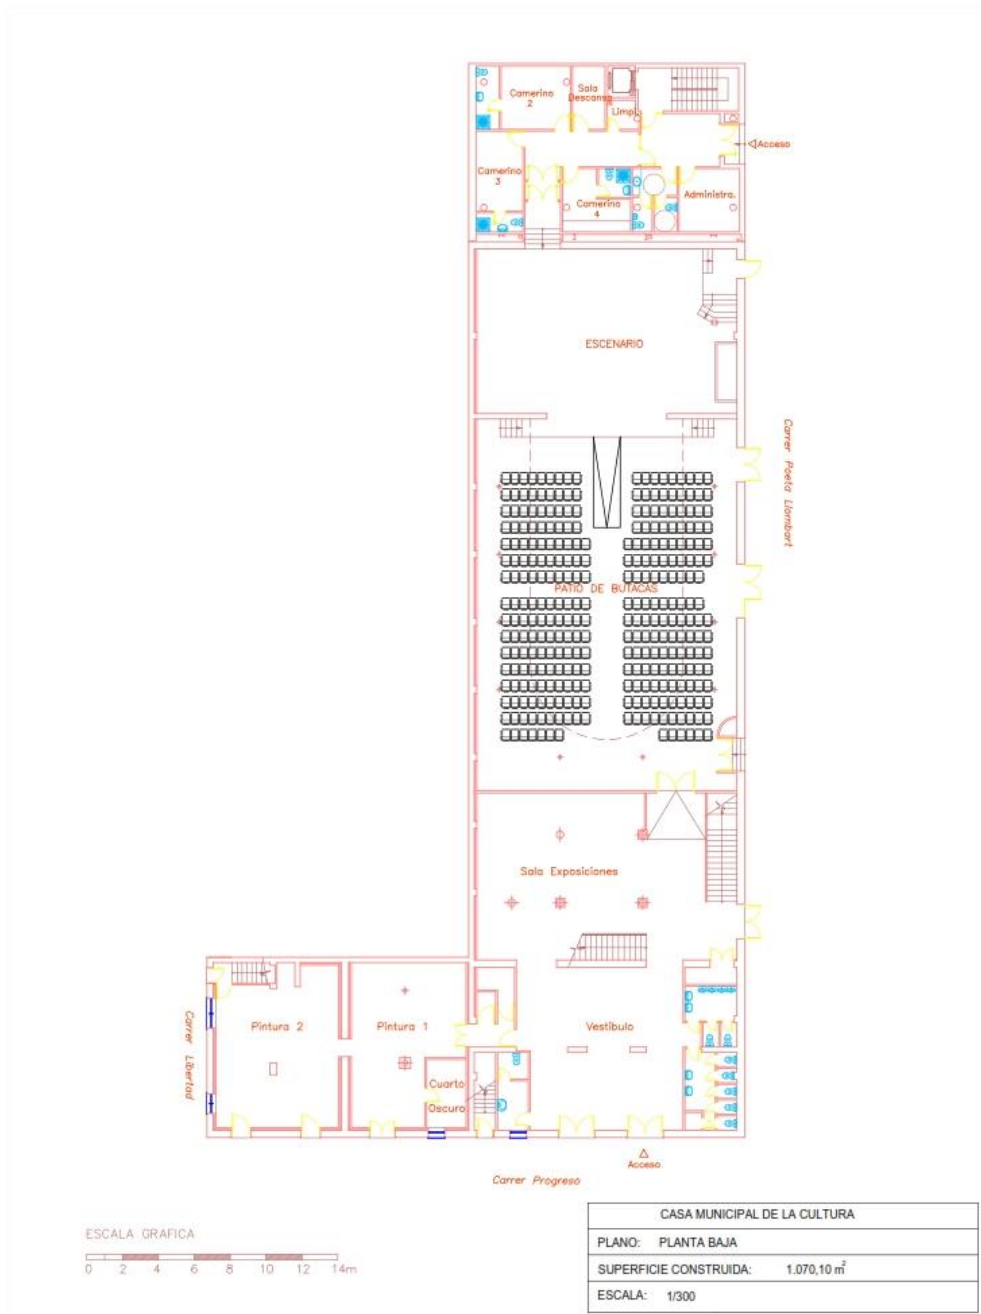 Camerino
2
Sala
Descanso
Limpi.
Acceso
Camerino
3
Camerino
4
Administra.
ESCENARIO
Carrer Poeta Llombart
PATIO DE BUTACAS
Sala Exposiciones
Pintura 2
Pintura 1
Vestíbulo
Carrer Libertad
Cuarto
Oscuro
Acceso
Carrer Progreso
ESCALA GRAFICA
0 2 4 6 8 10 12 14m
CASA MUNICIPAL DE LA CULTURA
PLANO: PLANTA BAJA
SUPERFICIE CONSTRUIDA: 1.070,10 m²
ESCALA: 1/300